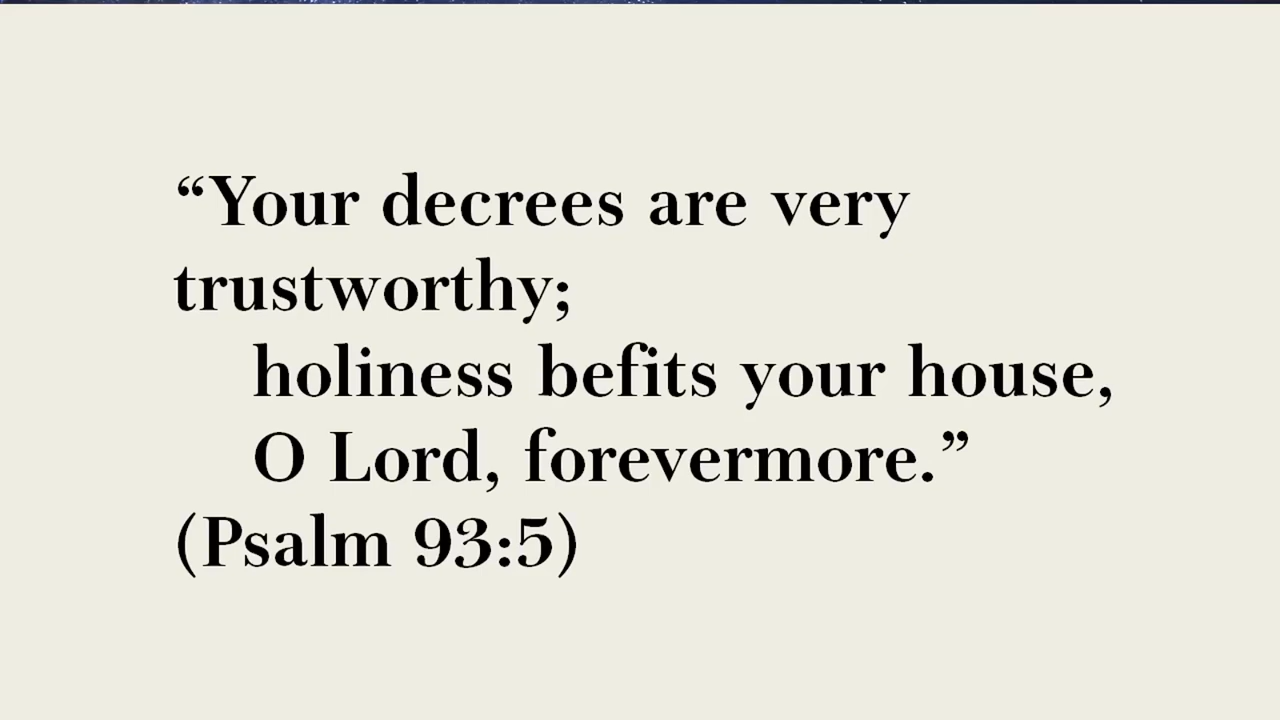 “Your decrees are very
trustworthy;
holiness befits your house,
O Lord, forevermore.”
(Psalm 93:5)